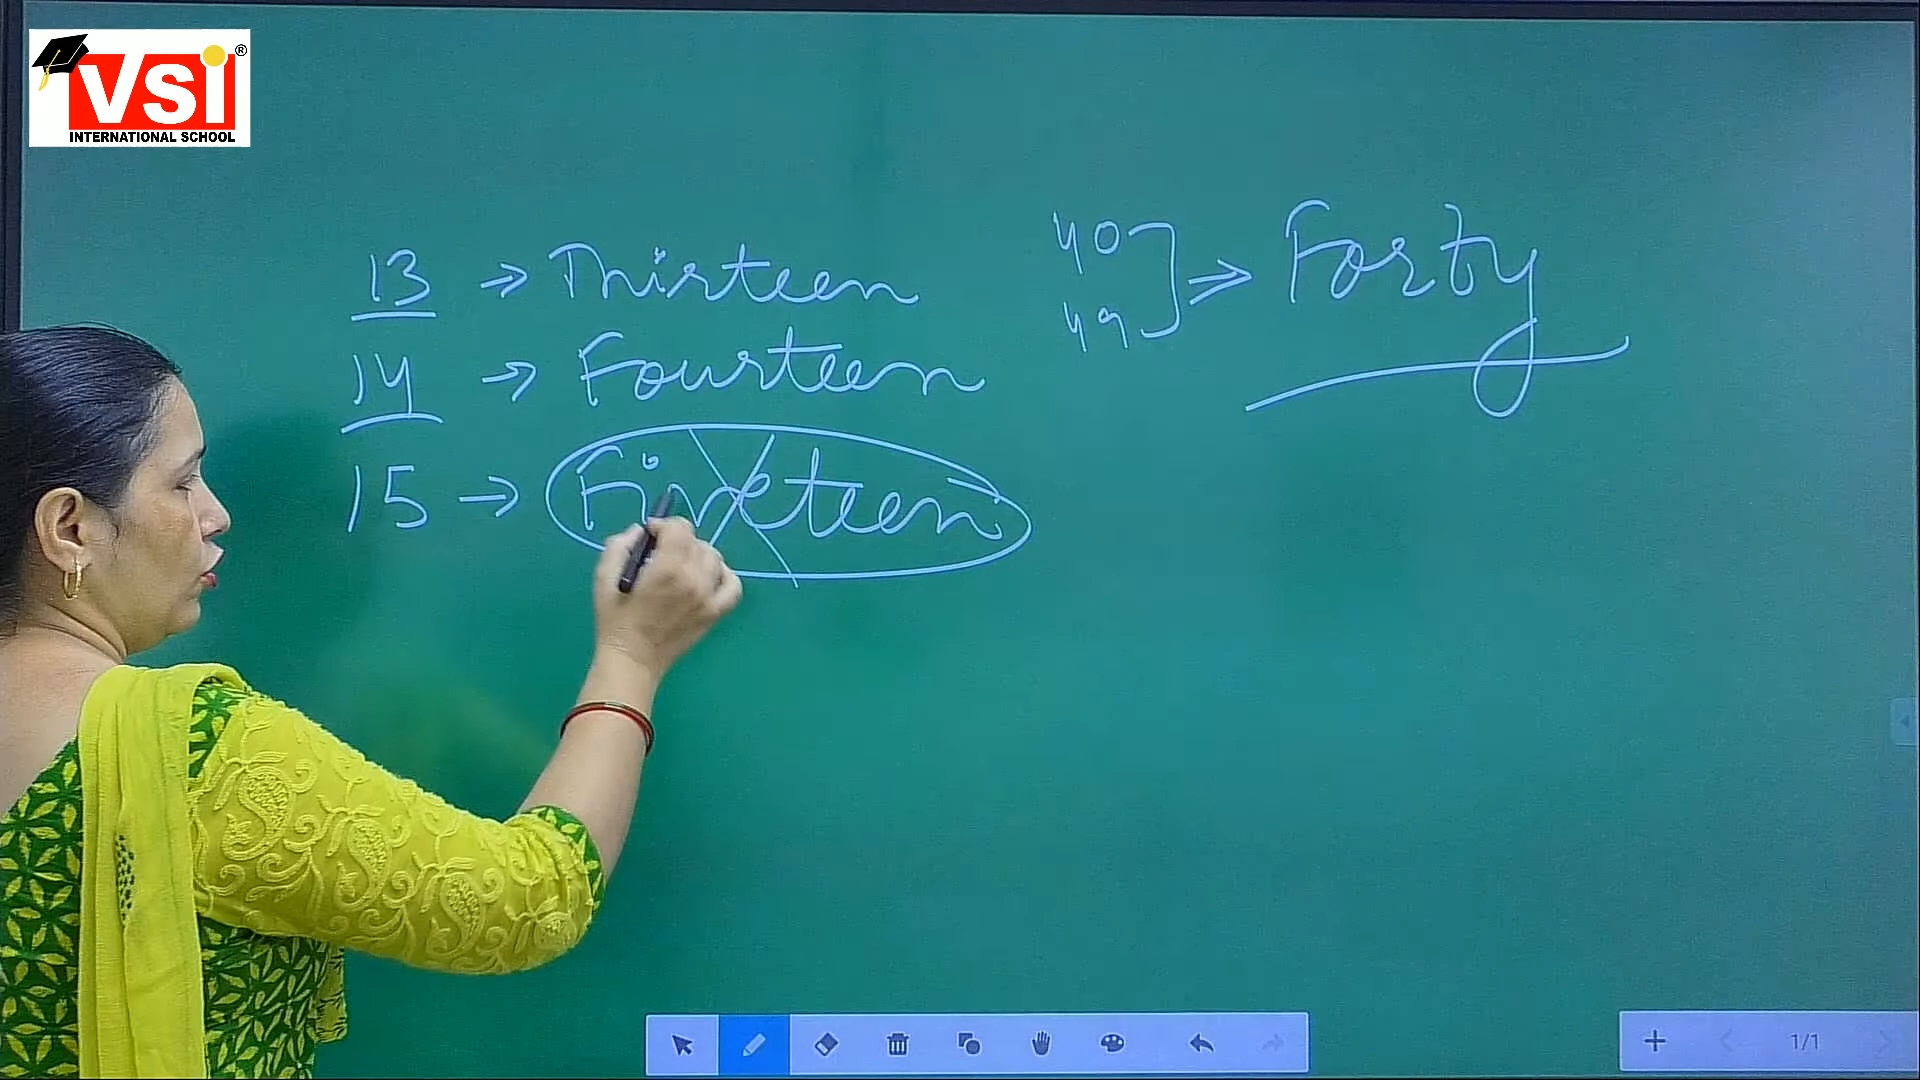 VSI®
INTERNATIONAL SCHOOL
13 → Thirteen
14 → Fourteen
15 → Fiveteen
40
49
⇒ Forty
1/1